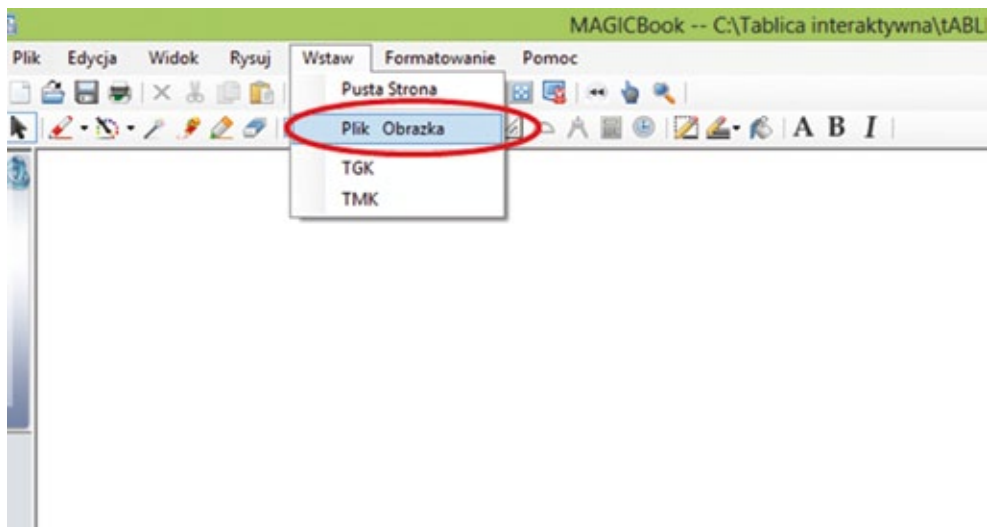 MAGICBook -- C:\Tablica interaktywna\tABL
Plik Edycja Widok Rysuj Wstaw Formatowanie Pomoc
Pusta Strona
Plik Obrazka
A B I
TGK
TMK